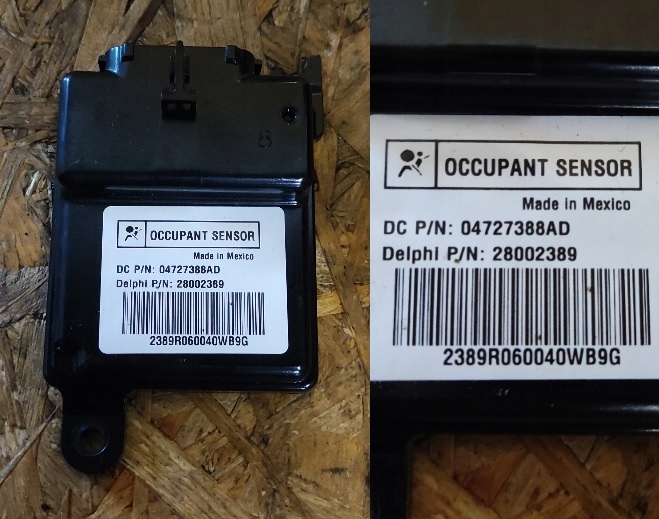 8
OCCUPANT SENSOR
Made in Mexico
DC P/N: 04727388AD
Delphi P/N: 28002389
2389R060040WB9G
OCCUPANT SENSOR
Made in Mexico
DC P/N: 04727388AD
Delphi P/N: 28002389
2389R060040WB9G